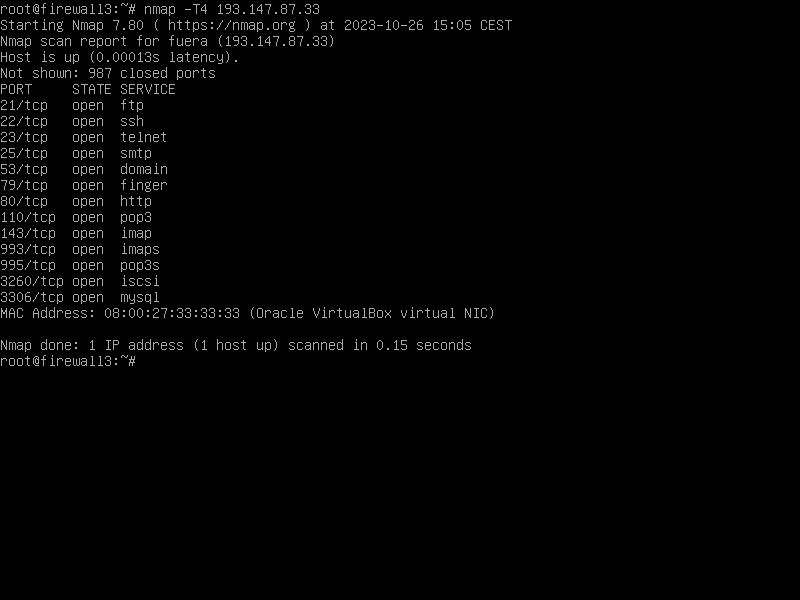 root@firewall3:~# nmap -T4 193.147.87.33
Starting Nmap 7.80 ( https://nmap.org ) at 2023-10-26 15:05 CEST
Nmap scan report for fuera (193.147.87.33)
Host is up (0.00013s latency).
Not shown: 987 closed ports
PORT     STATE SERVICE
21/tcp   open  ftp
22/tcp   open  ssh
23/tcp   open  telnet
25/tcp   open  smtp
53/tcp   open  domain
79/tcp   open  finger
80/tcp   open  http
110/tcp  open  pop3
143/tcp  open  imap
993/tcp  open  imaps
995/tcp  open  pop3s
3260/tcp open  iscsi
3306/tcp open  mysql
MAC Address: 08:00:27:33:33:33 (Oracle VirtualBox virtual NIC)

Nmap done: 1 IP address (1 host up) scanned in 0.15 seconds
root@firewall3:~#